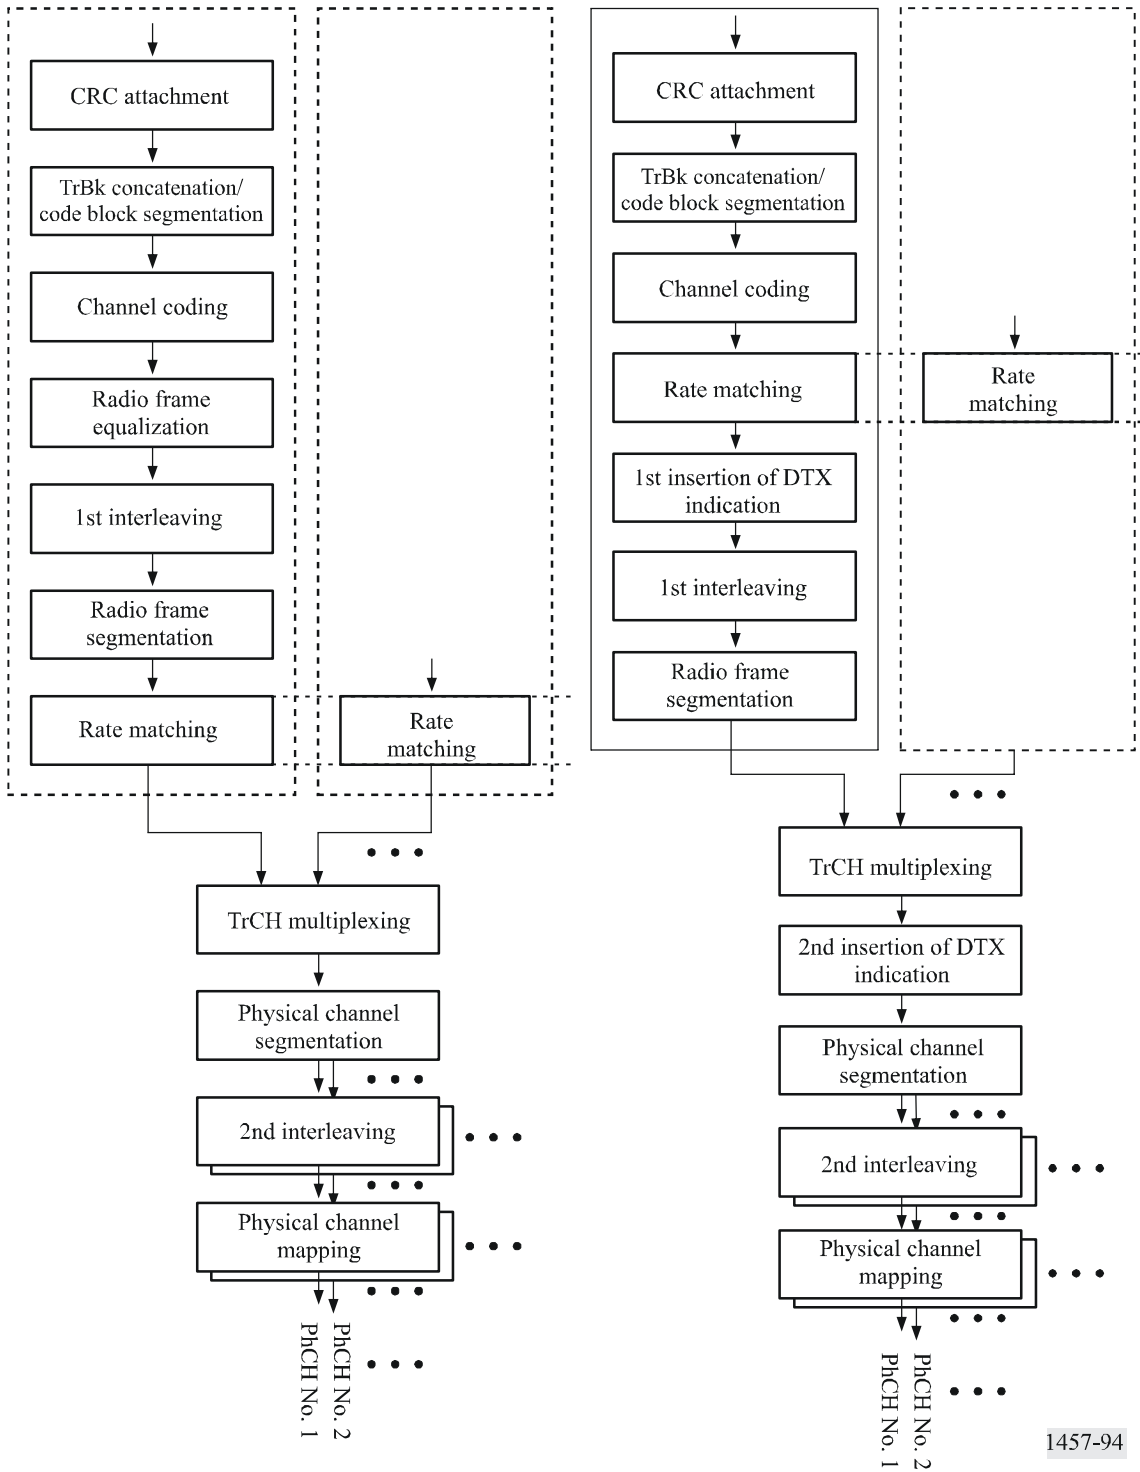 CRC attachment
TrBk concatenation/
code block segmentation
Channel coding
Radio frame
equalization
1st interleaving
Radio frame
segmentation
Rate matching
Rate
matching
TrCH multiplexing
Physical channel
segmentation
2nd interleaving
Physical channel
mapping
PhCH No. 1
PhCH No. 2
CRC attachment
TrBk concatenation/
code block segmentation
Channel coding
Rate matching
Rate
matching
1st insertion of DTX
indication
1st interleaving
Radio frame
segmentation
TrCH multiplexing
2nd insertion of DTX
indication
Physical channel
segmentation
2nd interleaving
Physical channel
mapping
PhCH No. 1
PhCH No. 2
1457-94